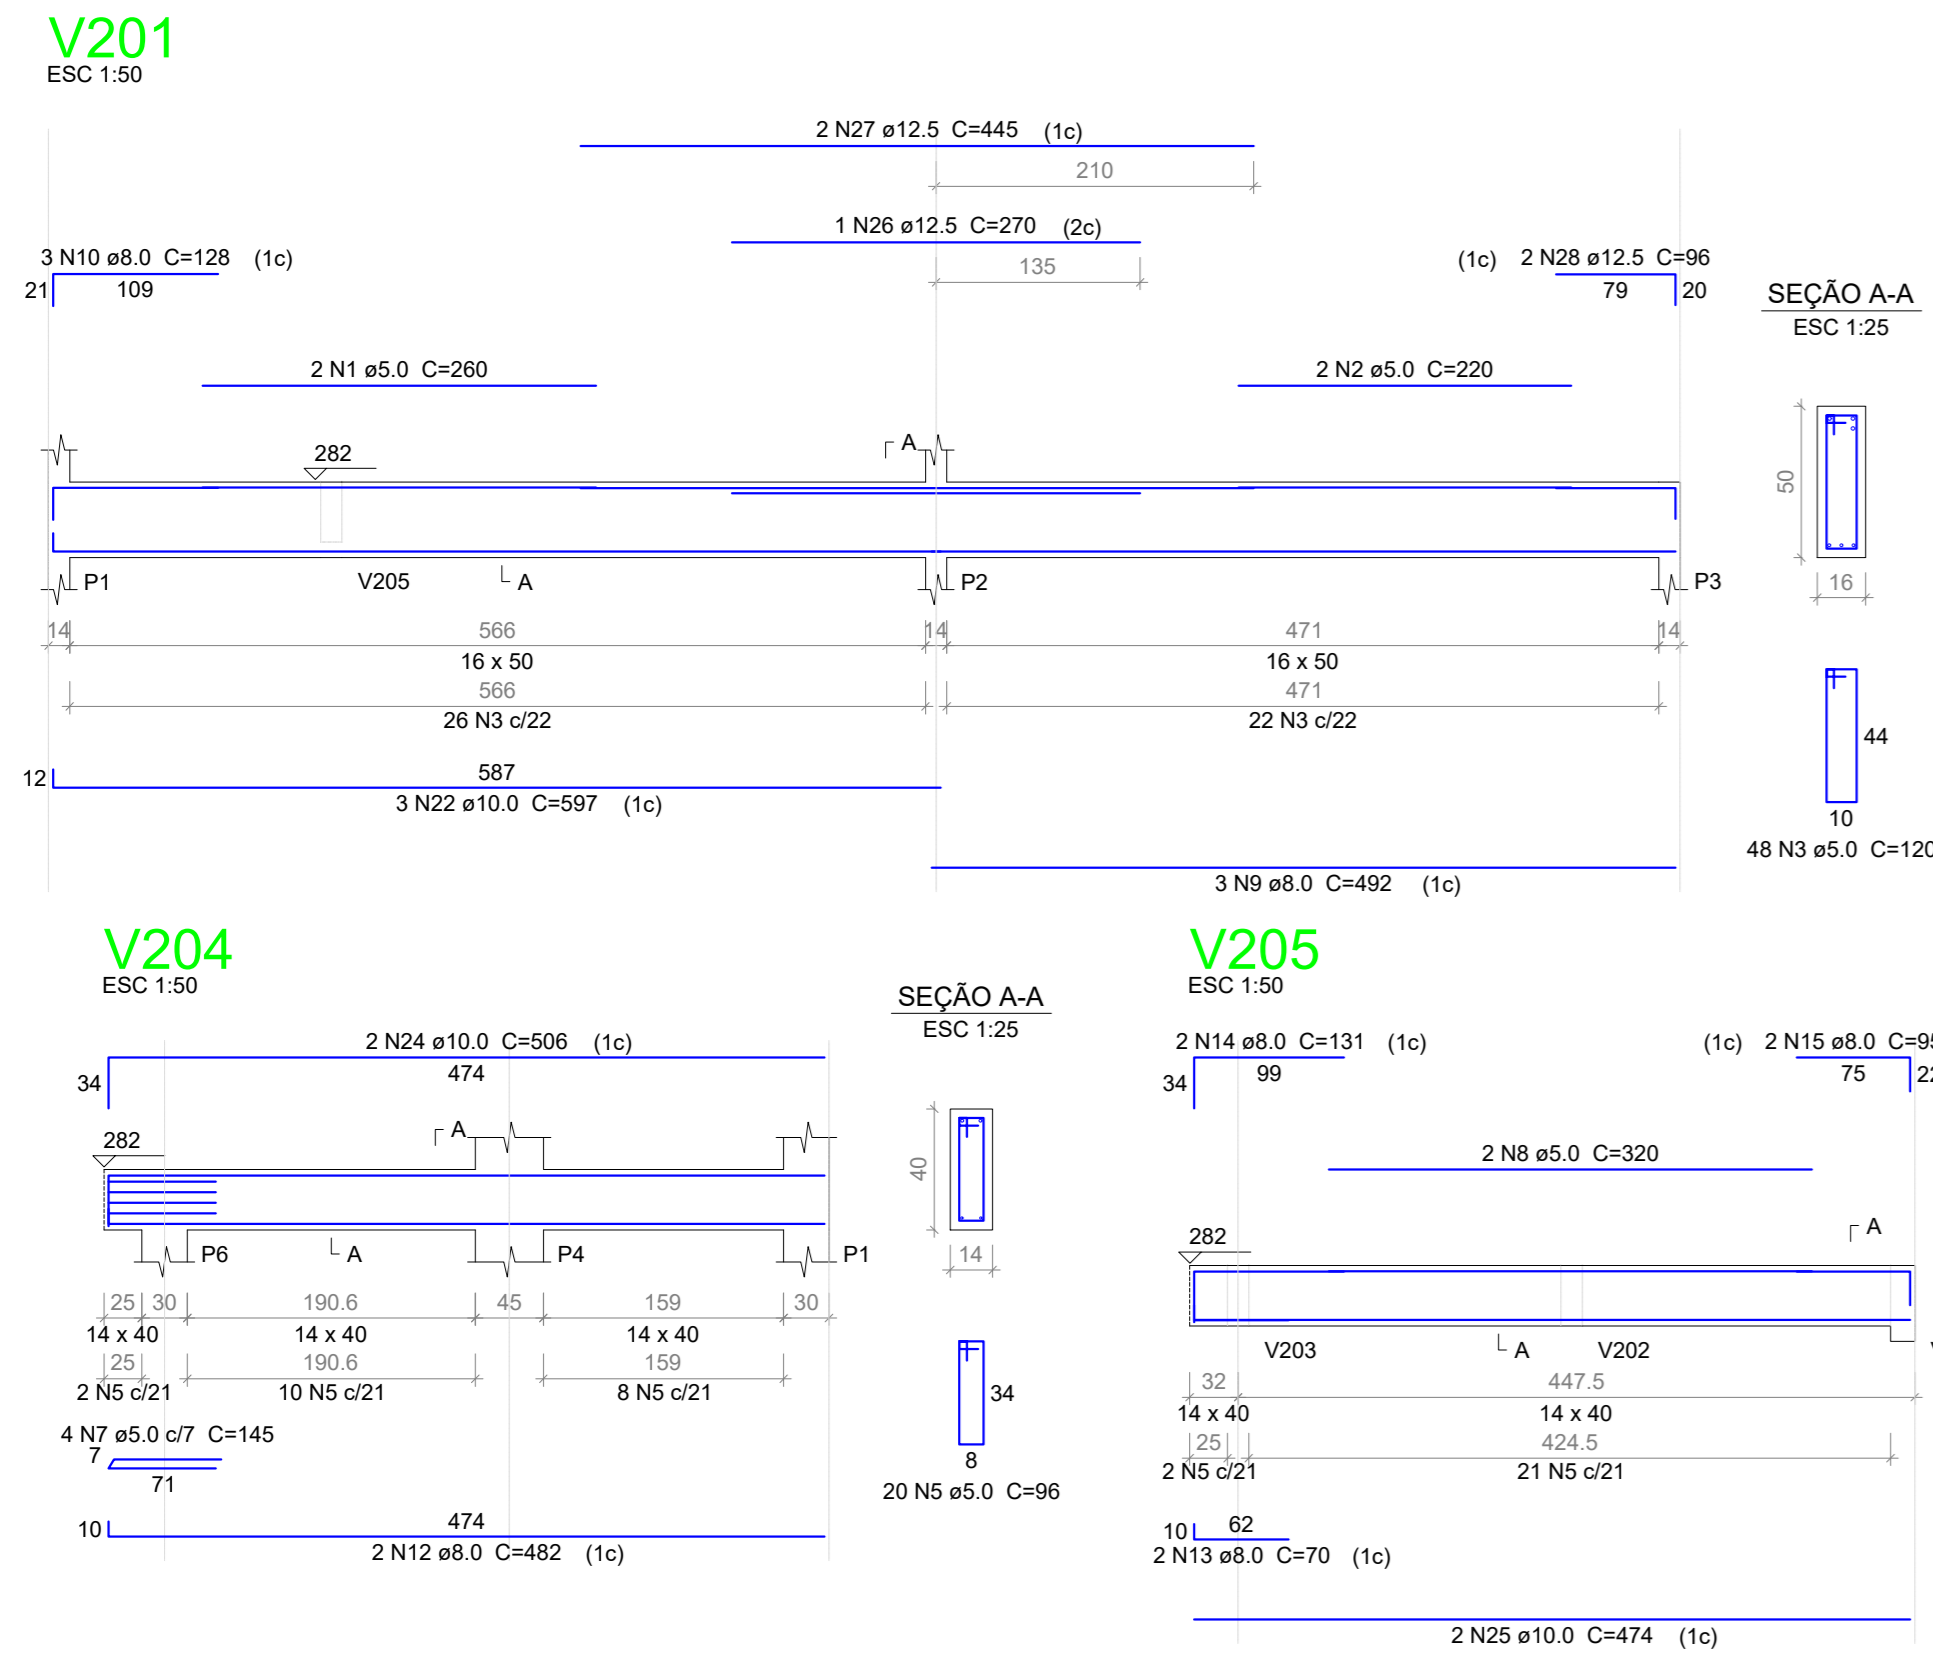 V201
ESC 1:50
2 N27 ø12.5 C=445 (1c)
210
1 N26 ø12.5 C=270 (2c)
135
3 N10 ø8.0 C=128 (1c)
21
109
(1c) 2 N28 ø12.5 C=96
79
20
SEÇÃO A-A
ESC 1:25
2 N1 ø5.0 C=260
2 N2 ø5.0 C=220
282
A
50
16
P1
V205
A
P2
P3
14
566
14
471
14
16 x 50
16 x 50
566
471
26 N3 c/22
22 N3 c/22
44
10
48 N3 ø5.0 C=120
12
587
3 N22 ø10.0 C=597 (1c)
3 N9 ø8.0 C=492 (1c)
V204
ESC 1:50
2 N24 ø10.0 C=506 (1c)
474
34
SEÇÃO A-A
ESC 1:25
282
A
40
14
P6
A
P4
P1
25
30
190.6
45
159
30
14 x 40
14 x 40
14 x 40
25
190.6
159
2 N5 c/21
10 N5 c/21
8 N5 c/21
34
8
20 N5 ø5.0 C=96
4 N7 ø5.0 c/7 C=145
7
71
10
474
2 N12 ø8.0 C=482 (1c)
V205
ESC 1:50
2 N14 ø8.0 C=131 (1c)
34
99
(1c) 2 N15 ø8.0 C=95
75
22
2 N8 ø5.0 C=320
282
A
V203
A
V202
32
447.5
14 x 40
14 x 40
25
424.5
2 N5 c/21
21 N5 c/21
10
62
2 N13 ø8.0 C=70 (1c)
2 N25 ø10.0 C=474 (1c)